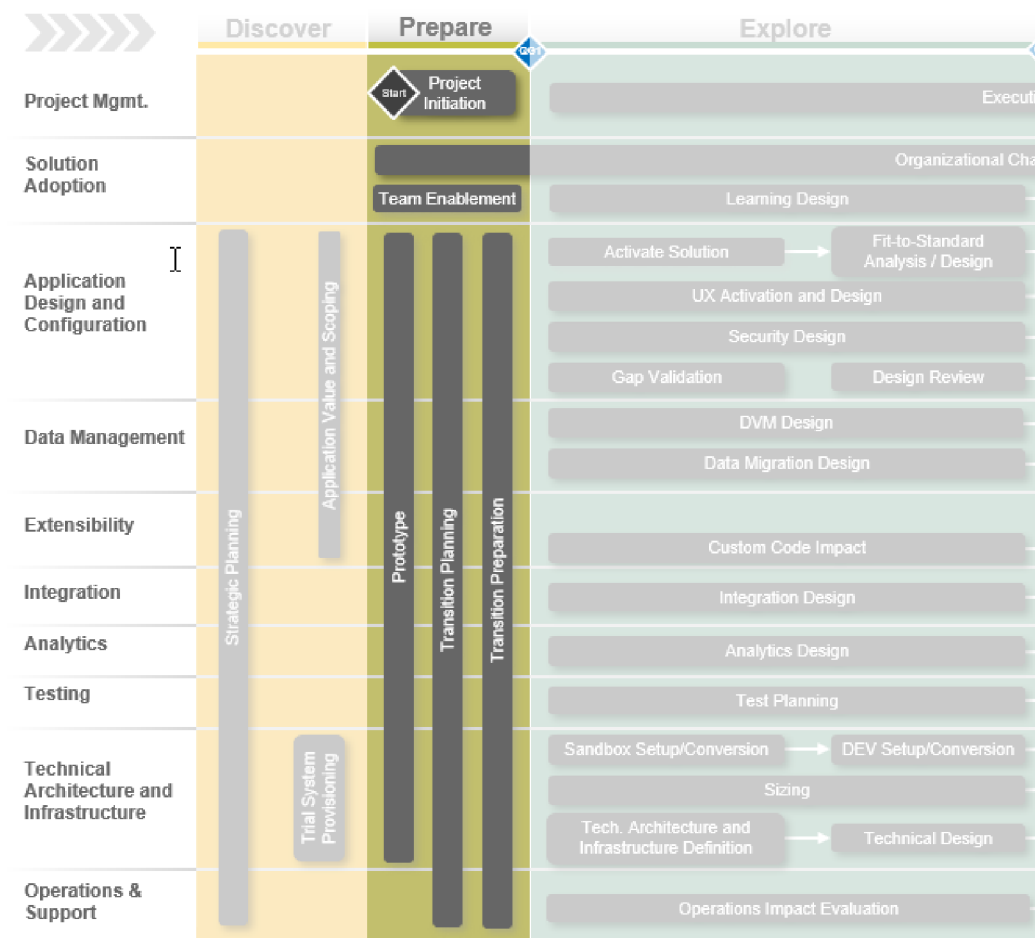 Discover
Prepare
Explore
QG1
Project Mgmt.
Start
Project
Initiation
Solution
Adoption
Team Enablement
Learning Design
Application
Design and
Configuration
Activate Solution
Fit-to-Standard
Analysis / Design
UX Activation and Design
Security Design
Gap Validation
Design Review
Data Management
DVM Design
Data Migration Design
Extensibility
Custom Code Impact
Integration
Integration Design
Analytics
Analytics Design
Testing
Test Planning
Technical
Architecture and
Infrastructure
Sandbox Setup/Conversion
DEV Setup/Conversion
Sizing
Tech. Architecture and
Infrastructure Definition
Technical Design
Operations &
Support
Operations Impact Evaluation
Strategic Planning
Application Value and Scoping
Trial System
Provisioning
Prototype
Transition Planning
Transition Preparation
Executi
Organizational Cha